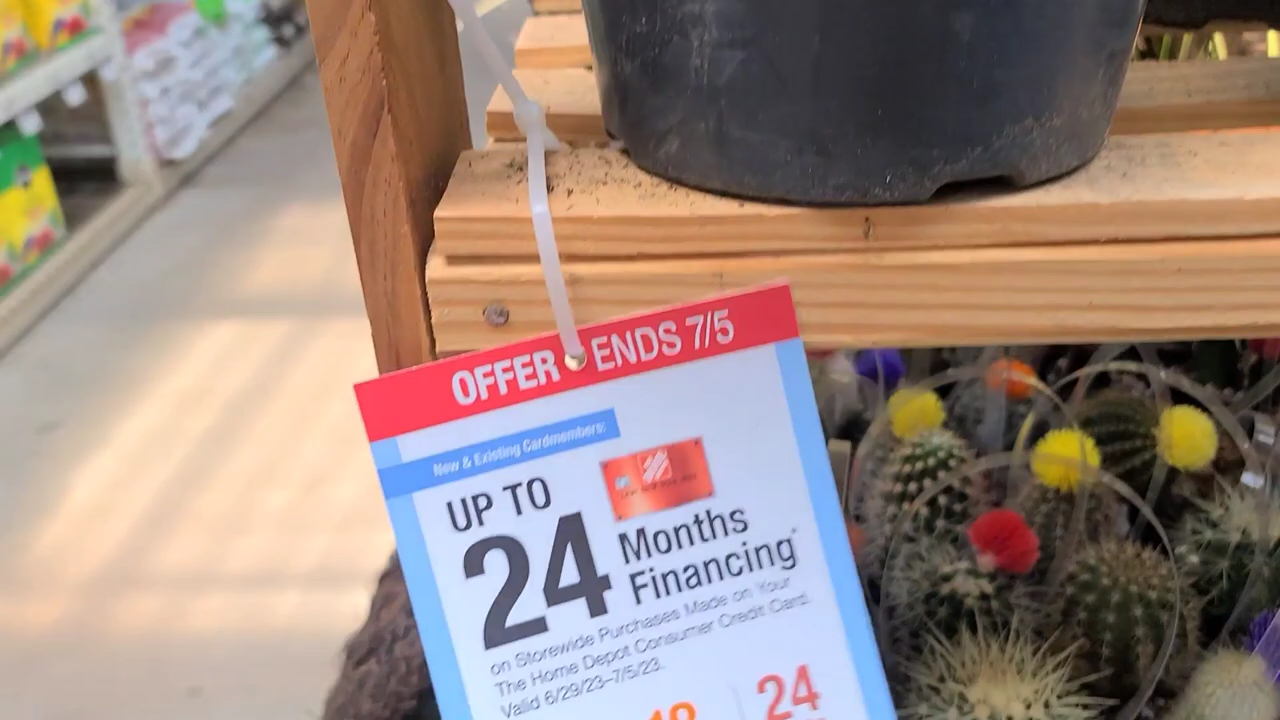 OFFER ENDS 7/5
New & Existing Cardmembers:
UP TO
24 Months
Financing*
on Storewide Purchases Made on Your
The Home Depot Consumer Credit Card.
Valid 6/29/23–7/5/23.
18 24